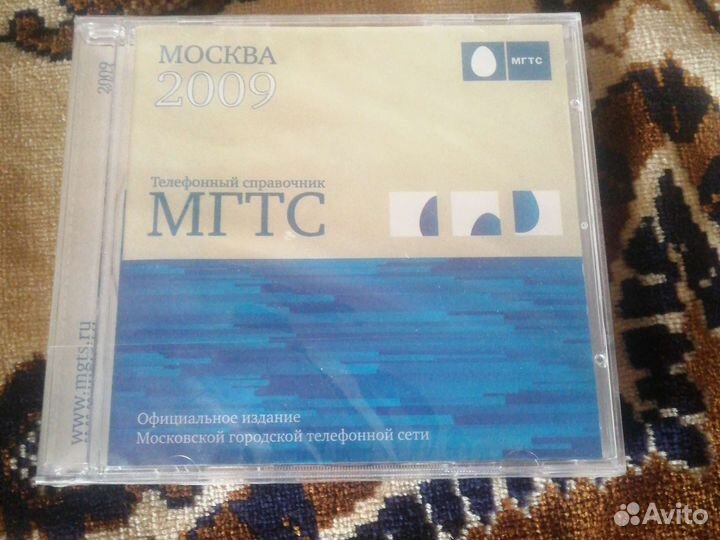 МОСКВА
2009
МГТС
Телефонный справочник
МГТС
Официальное издание
Московской городской телефонной сети
2009
www.mgts.ru
Avito